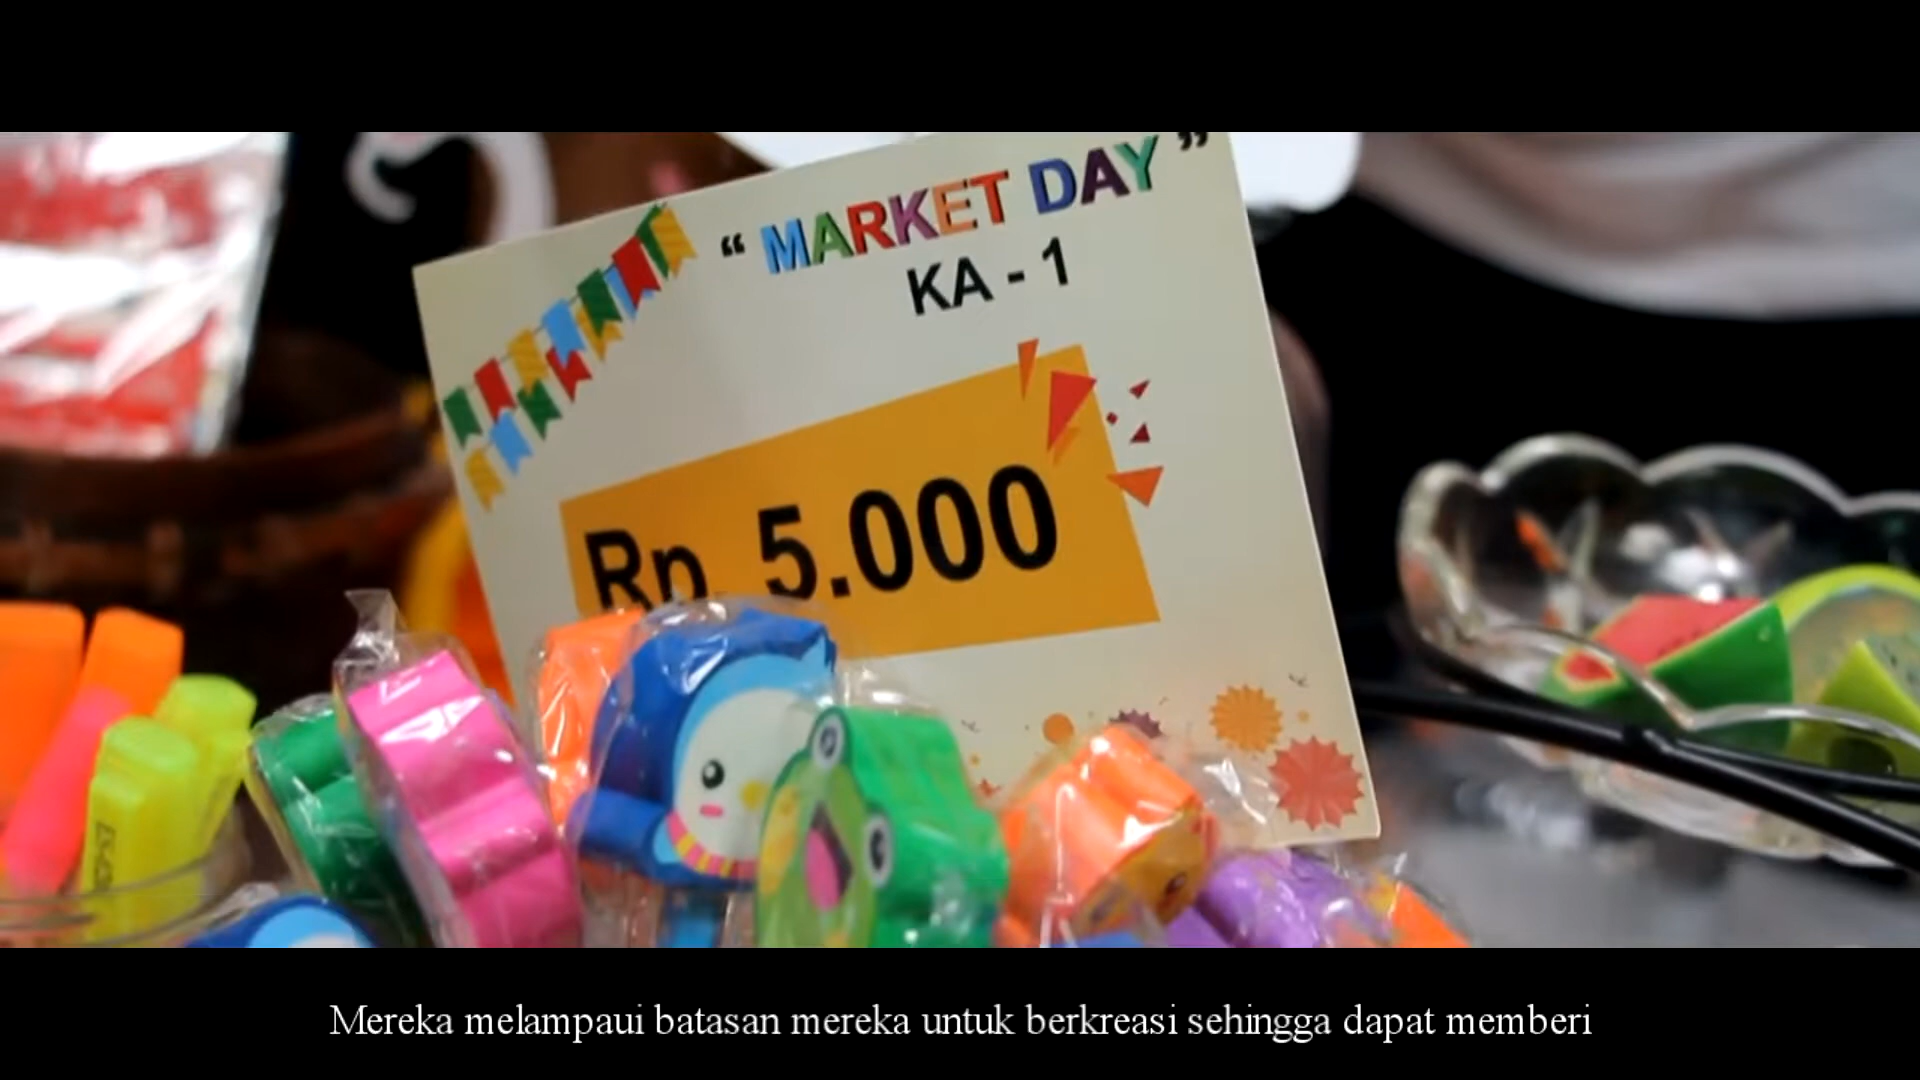 “ MARKET DAY ”
KA - 1
Rp. 5.000
Mereka melampaui batasan mereka untuk berkreasi sehingga dapat memberi